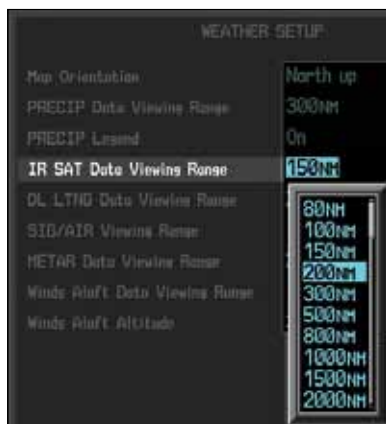 WEATHER SETUP
Map Orientation
North up
PRECIP Data Viewing Range
300NM
PRECIP Legend
On
IR SAT Data Viewing Range
150NM
DL LTNG Data Viewing Range
SIG/AIR Viewing Range
METAR Data Viewing Range
Winds Aloft Data Viewing Range
Winds Aloft Altitude
80NM
100NM
150NM
200NM
300NM
500NM
800NM
1000NM
1500NM
2000NM